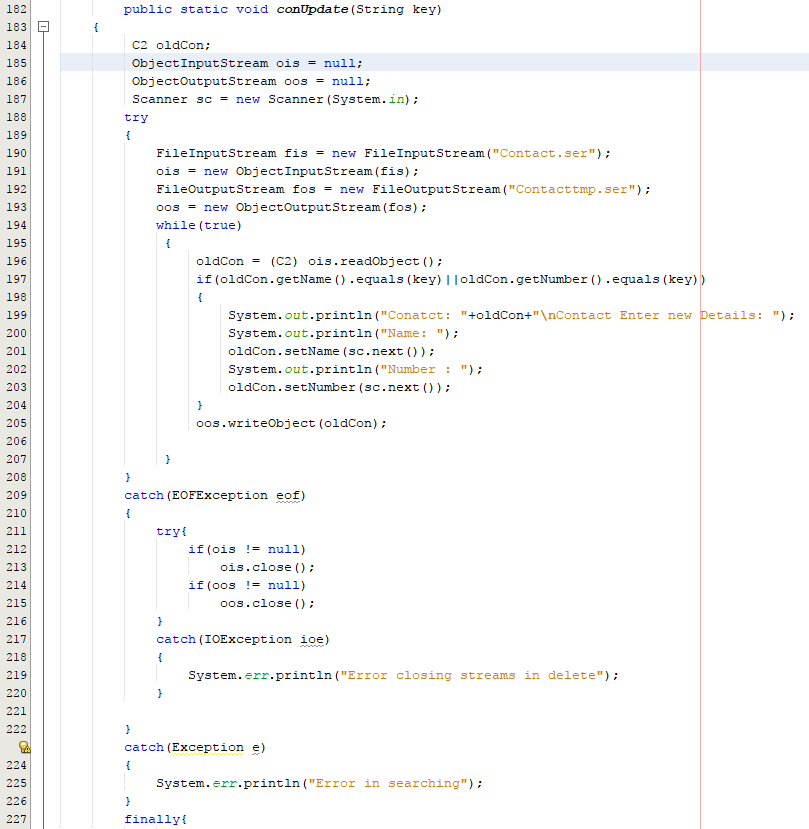 182 public static void conUpdate(String key)
183 {
184 C2 oldCon;
185 ObjectInputStream ois = null;
186 ObjectOutputStream oos = null;
187 Scanner sc = new Scanner(System.in);
188 try
189 {
190 FileInputStream fis = new FileInputStream("Contact.ser");
191 ois = new ObjectInputStream(fis);
192 FileOutputStream fos = new FileOutputStream("Contacttmp.ser");
193 oos = new ObjectOutputStream(fos);
194 while(true)
195 {
196 oldCon = (C2) ois.readObject();
197 if(oldCon.getName().equals(key)||oldCon.getNumber().equals(key))
198 {
199 System.out.println("Conatct: "+oldCon+"\nContact Enter new Details: ");
200 System.out.println("Name: ");
201 oldCon.setName(sc.next());
202 System.out.println("Number : ");
203 oldCon.setNumber(sc.next());
204 }
205 oos.writeObject(oldCon);
206
207 }
208 }
209 catch(EOFException eof)
210 {
211 try{
212 if(ois != null)
213 ois.close();
214 if(oos != null)
215 oos.close();
216 }
217 catch(IOException ioe)
218 {
219 System.err.println("Error closing streams in delete");
220 }
221
222 }
catch(Exception e)
224 {
225 System.err.println("Error in searching");
226 }
227 finally{